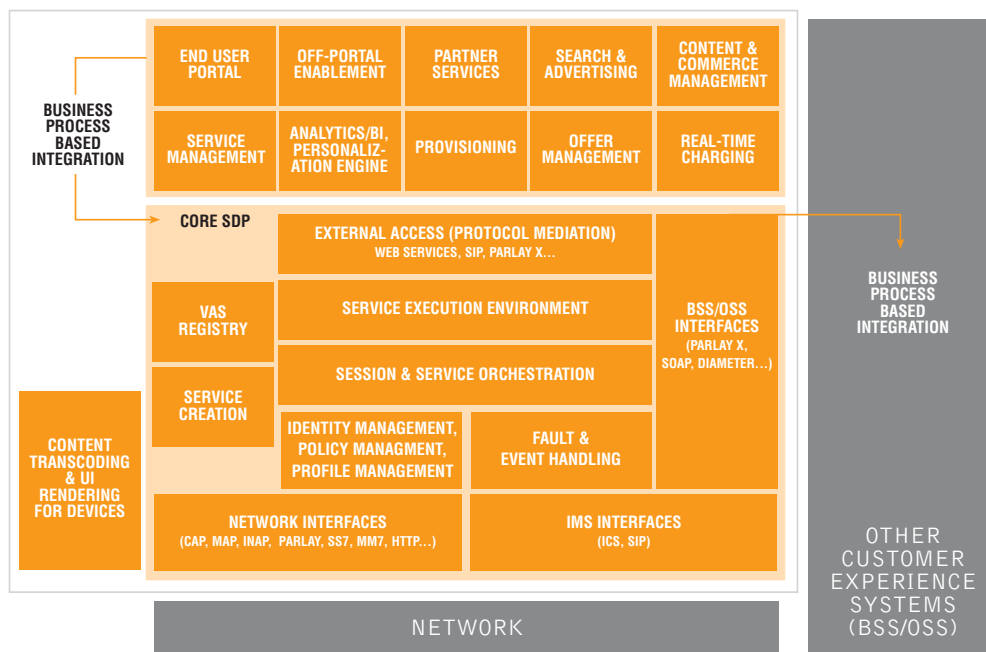 END USER
PORTAL
OFF-PORTAL
ENABLEMENT
PARTNER
SERVICES
SEARCH &
ADVERTISING
CONTENT &
COMMERCE
MANAGEMENT
BUSINESS
PROCESS
BASED
INTEGRATION
SERVICE
MANAGEMENT
ANALYTICS/BI,
PERSONALIZ-
ATION ENGINE
PROVISIONING
OFFER
MANAGEMENT
REAL-TIME
CHARGING
CORE SDP
EXTERNAL ACCESS (PROTOCOL MEDIATION)
WEB SERVICES, SIP, PARLAY X...
VAS
REGISTRY
SERVICE EXECUTION ENVIRONMENT
BSS/OSS
INTERFACES
(PARLAY X,
SOAP, DIAMETER...)
BUSINESS
PROCESS
BASED
INTEGRATION
SESSION & SERVICE ORCHESTRATION
SERVICE
CREATION
IDENTITY MANAGEMENT,
POLICY MANAGMENT,
PROFILE MANAGEMENT
FAULT &
EVENT HANDLING
CONTENT
TRANSCODING
& UI
RENDERING
FOR DEVICES
NETWORK INTERFACES
(CAP, MAP, INAP, PARLAY, SS7, MM7, HTTP...)
IMS INTERFACES
(ICS, SIP)
OTHER
CUSTOMER
EXPERIENCE
SYSTEMS
(BSS/OSS)
NETWORK